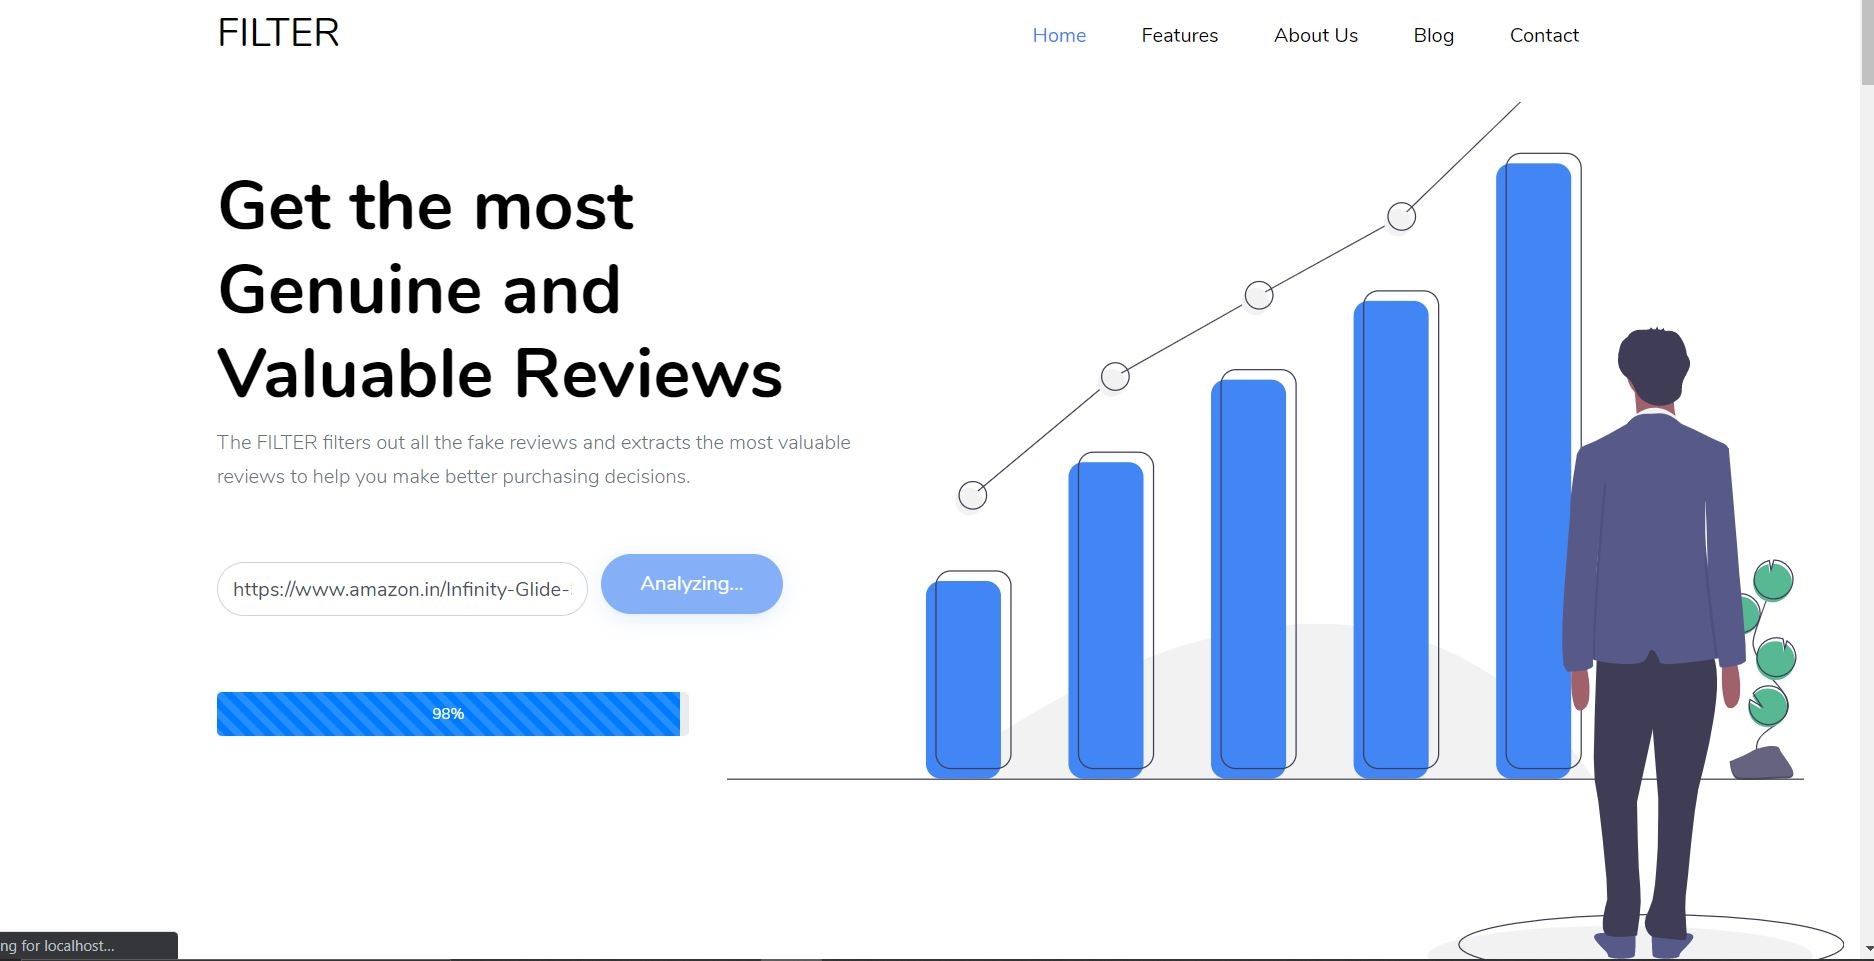 FILTER
Home Features About Us Blog Contact
Get the most
Genuine and
Valuable Reviews
The FILTER filters out all the fake reviews and extracts the most valuable
reviews to help you make better purchasing decisions.
https://www.amazon.in/Infinity-Glide-
Analyzing...
98%
ng for localhost...